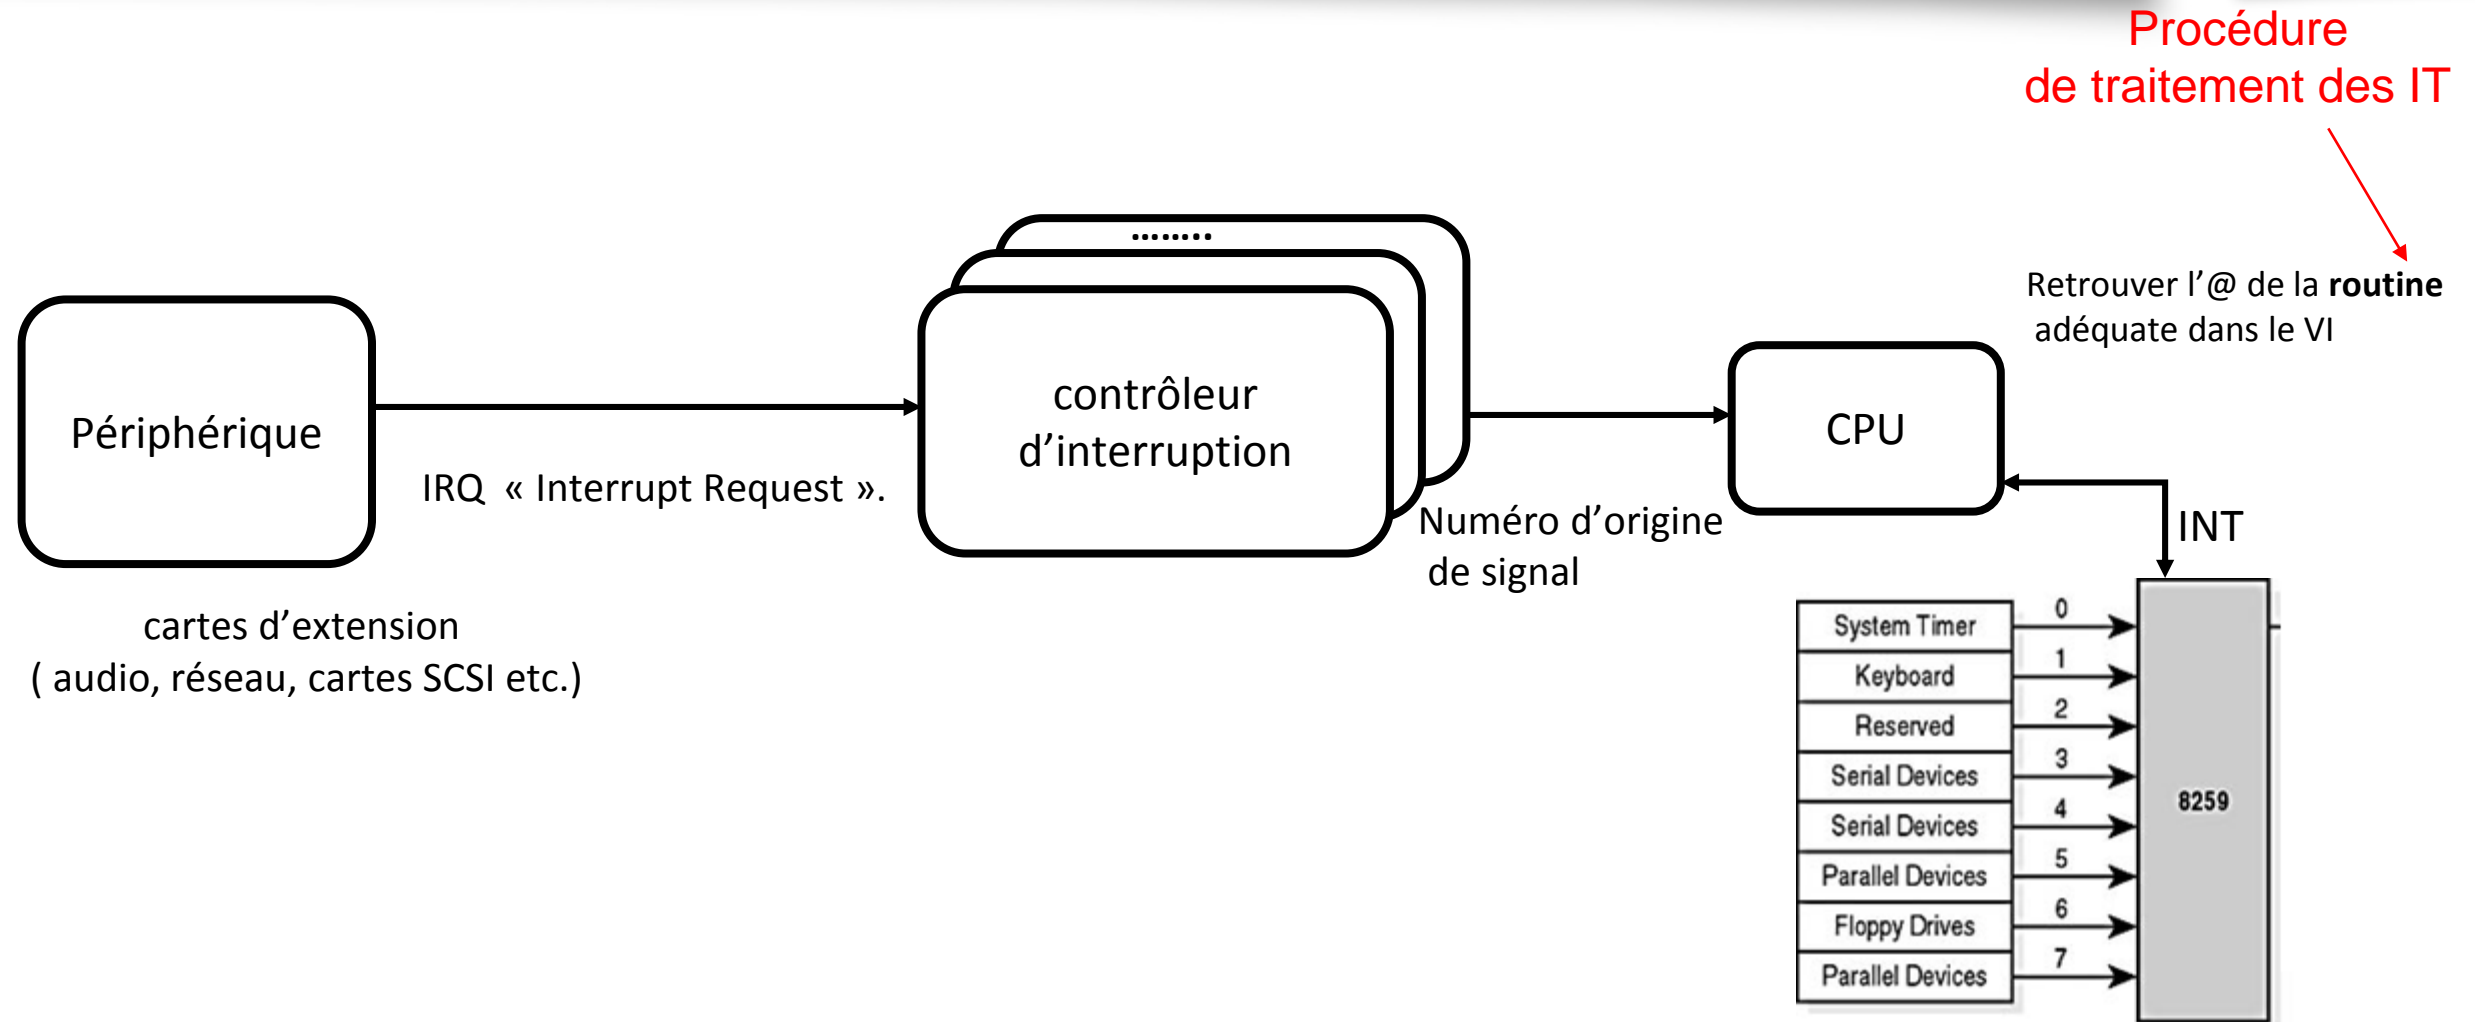 Procédure
de traitement des IT
........
Retrouver l’@ de la routine
adéquate dans le VI
Périphérique
contrôleur
d’interruption
CPU
IRQ « Interrupt Request ».
Numéro d’origine
de signal
INT
cartes d’extension
( audio, réseau, cartes SCSI etc.)
System Timer 0
Keyboard 1
Reserved 2
Serial Devices 3
Serial Devices 4
Parallel Devices 5
Floppy Drives 6
Parallel Devices 7
8259